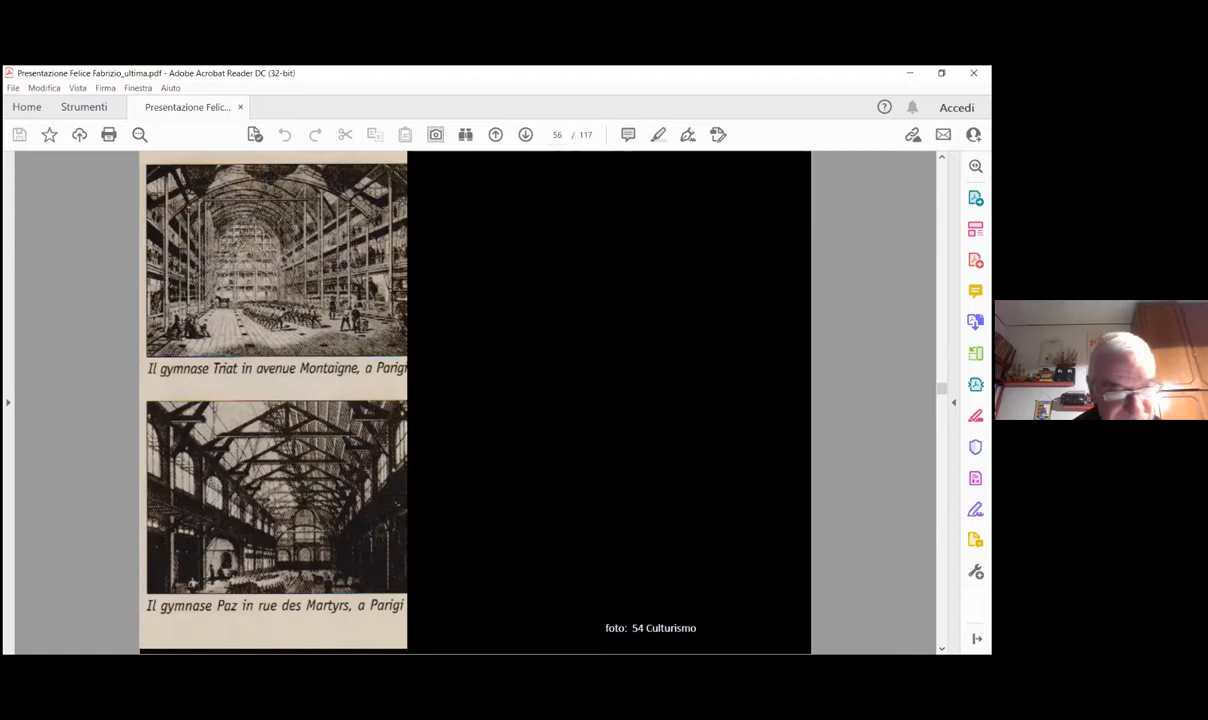 Presentazione Felice Fabrizio_ultima.pdf - Adobe Acrobat Reader DC (32-bit)
File Modifica Vista Firma Finestra Aiuto
Home Strumenti Presentazione Felic... × Accedi
56 / 117
Il gymnase Triat in avenue Montaigne, a Parigi
Il gymnase Paz in rue des Martyrs, a Parigi
foto: 54 Culturismo